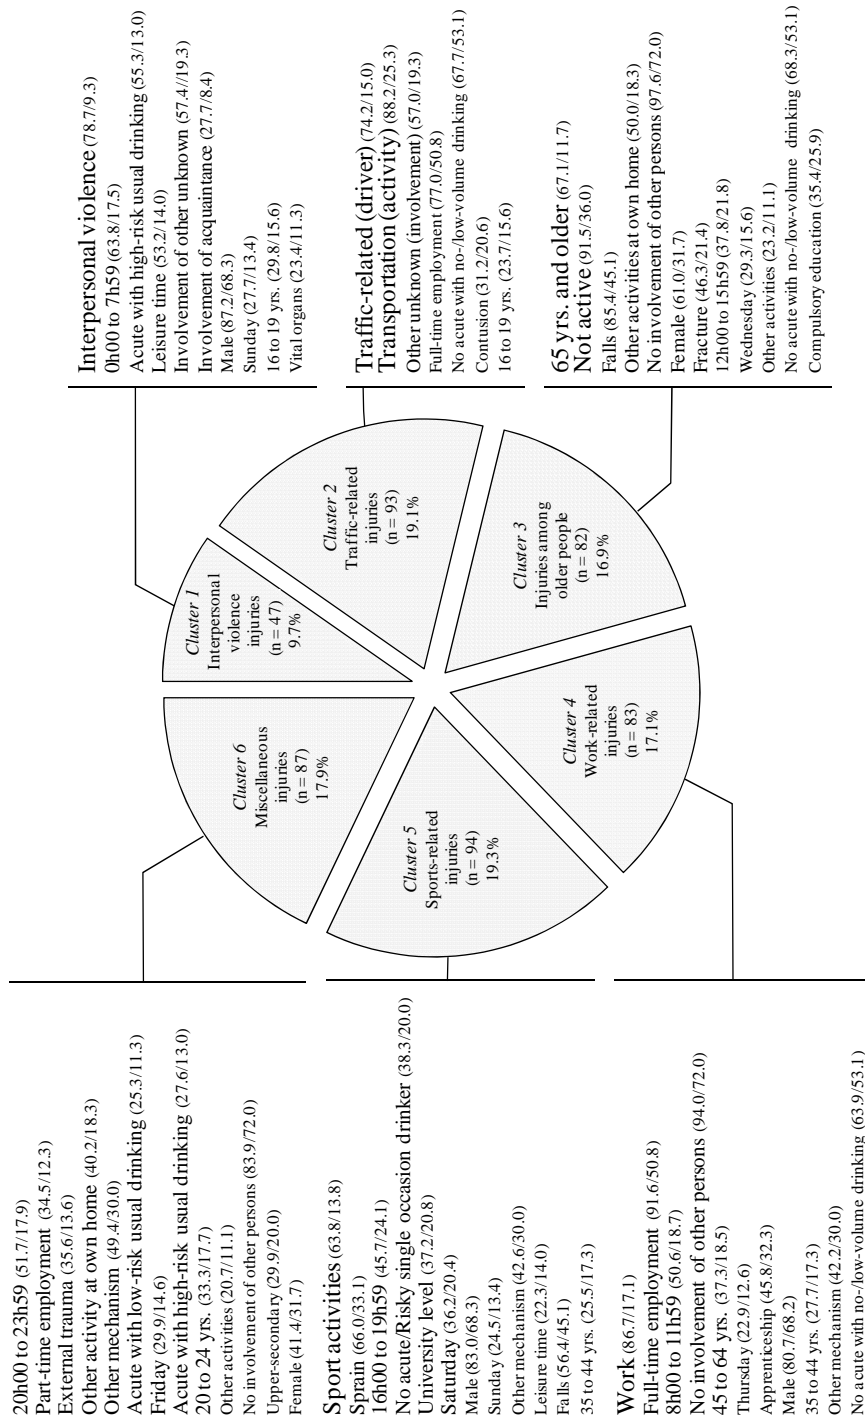 Interpersonal violence (78.7/9.3)
0h00 to 7h59 (63.8/17.5)
Acute with high-risk usual drinking (55.3/13.0)
Leisure time (53.2/14.0)
Involvement of other unknown (57.4//19.3)
Involvement of acquaintance (27.7/8.4)
Male (87.2/68.3)
Sunday (27.7/13.4)
16 to 19 yrs. (29.8/15.6)
Vital organs (23.4/11.3)
Traffic-related (driver) (74.2/15.0)
Transportation (activity) (88.2/25.3)
Other unknown (involvement) (57.0/19.3)
Full-time employment (77.0/50.8)
No acute with no-/low-volume drinking (67.7/53.1)
Contusion (31.2/20.6)
16 to 19 yrs. (23.7/15.6)
65 yrs. and older (67.1/11.7)
Not active (91.5/36.0)
Falls (85.4/45.1)
Other activities at own home (50.0/18.3)
No involvement of other persons (97.6/72.0)
Female (61.0/31.7)
Fracture (46.3/21.4)
12h00 to 15h59 (37.8/21.8)
Wednesday (29.3/15.6)
Other activities (23.2/11.1)
No acute with no-/low-volume drinking (68.3/53.1)
Compulsory education (35.4/25.9)
Cluster 1
Interpersonal
violence
injuries
(n = 47)
9.7%
Cluster 2
Traffic-related
injuries
(n = 93)
19.1%
Cluster 3
Injuries among
older people
(n = 82)
16.9%
Cluster 4
Work-related
injuries
(n = 83)
17.1%
Cluster 5
Sports-related
injuries
(n = 94)
19.3%
Cluster 6
Miscellaneous
injuries
(n = 87)
17.9%
20h00 to 23h59 (51.7/17.9)
Part-time employment (34.5/12.3)
External trauma (35.6/13.6)
Other activity at own home (40.2/18.3)
Other mechanism (49.4/30.0)
Acute with low-risk usual drinking (25.3/11.3)
Friday (29.9/14.6)
Acute with high-risk usual drinking (27.6/13.0)
20 to 24 yrs. (33.3/17.7)
Other activities (20.7/11.1)
No involvement of other persons (83.9/72.0)
Upper-secondary (29.9/20.0)
Female (41.4/31.7)
Sport activities (63.8/13.8)
Sprain (66.0/33.1)
16h00 to 19h59 (45.7/24.1)
No acute/Risky single occasion drinker (38.3/20.0)
University level (37.2/20.8)
Saturday (36.2/20.4)
Male (83.0/68.3)
Sunday (24.5/13.4)
Other mechanism (42.6/30.0)
Leisure time (22.3/14.0)
Falls (56.4/45.1)
35 to 44 yrs. (25.5/17.3)
Work (86.7/17.1)
Full-time employment (91.6/50.8)
8h00 to 11h59 (50.6/18.7)
No involvement of other persons (94.0/72.0)
45 to 64 yrs. (37.3/18.5)
Thursday (22.9/12.6)
Apprenticeship (45.8/32.3)
Male (80.7/68.2)
35 to 44 yrs. (27.7/17.3)
Other mechanism (42.2/30.0)
No acute with no-/low-volume drinking (63.9/53.1)